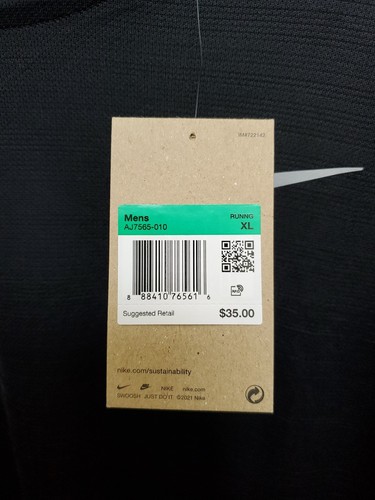 Mens
RUNNG
AJ7565-010
XL
8 88410 76561 6
Suggested Retail
$35.00
nike.com/sustainability
NIKE nike.com
SWOOSH JUST DO IT ©2021 Nike